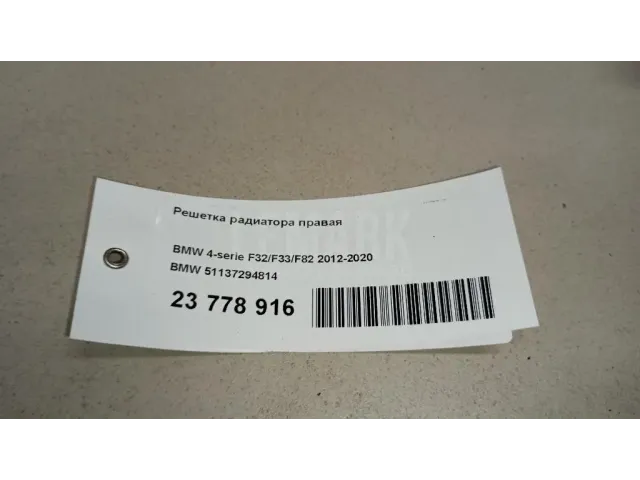 Решетка радиатора правая
BMW 4-serie F32/F33/F82 2012-2020
BMW 51137294814
23 778 916